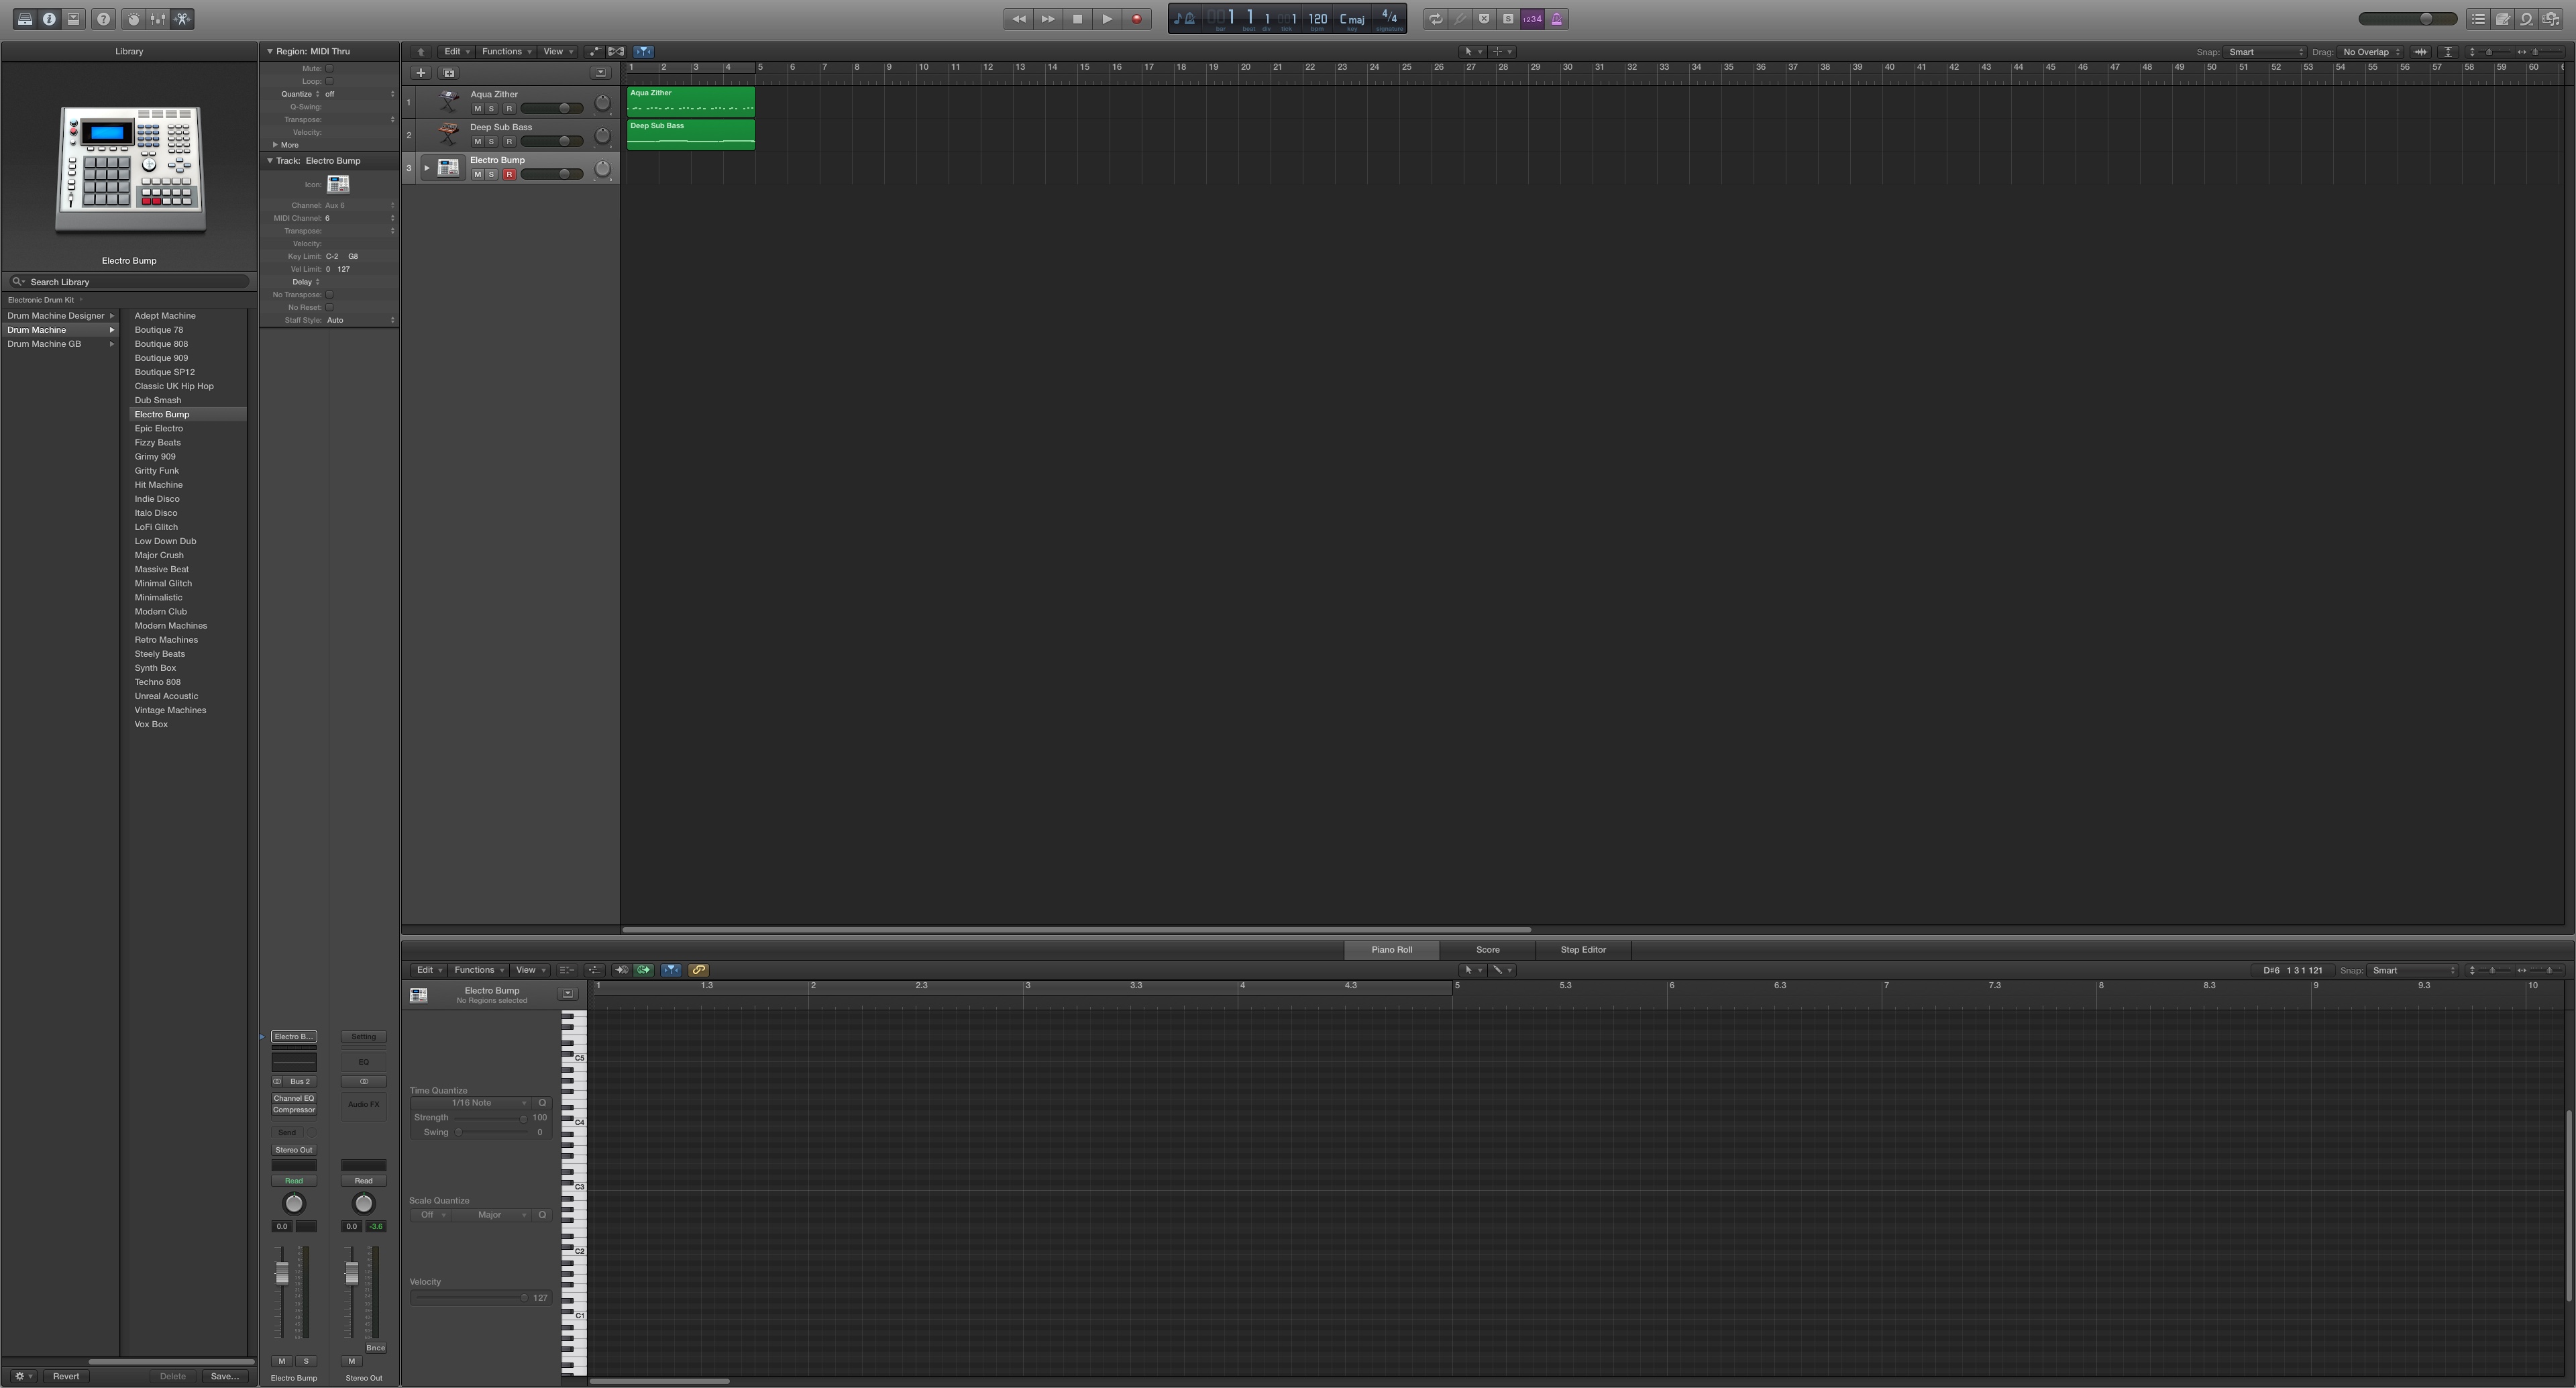 1 1 1 1 120 C maj 4/4
bar beat div tick bpm key signature
S 1234
Library
Region: MIDI Thru
Edit Functions View
Snap: Smart Drag: No Overlap
Mute:
Loop:
Quantize off
Q-Swing:
Transpose:
Velocity:
More
Track: Electro Bump
Icon:
Channel: Aux 6
MIDI Channel: 6
Transpose:
Velocity:
Key Limit: C-2 G8
Vel Limit: 0 127
Delay
No Transpose:
No Reset:
Staff Style: Auto
1 2 3 4 5 6 7 8 9 10 11 12 13 14 15 16 17 18 19 20 21 22 23 24 25 26 27 28 29 30 31 32 33 34 35 36 37 38 39 40 41 42 43 44 45 46 47 48 49 50 51 52 53 54 55 56 57 58 59 60
1 Aqua Zither
M S R
Aqua Zither
2 Deep Sub Bass
M S R
Deep Sub Bass
3 Electro Bump
M S R
Electro Bump
Search Library
Electronic Drum Kit
Drum Machine Designer
Drum Machine
Drum Machine GB
Adept Machine
Boutique 78
Boutique 808
Boutique 909
Boutique SP12
Classic UK Hip Hop
Dub Smash
Electro Bump
Epic Electro
Fizzy Beats
Grimy 909
Gritty Funk
Hit Machine
Indie Disco
Italo Disco
LoFi Glitch
Low Down Dub
Major Crush
Massive Beat
Minimal Glitch
Minimalistic
Modern Club
Modern Machines
Retro Machines
Steely Beats
Synth Box
Techno 808
Unreal Acoustic
Vintage Machines
Vox Box
Revert Delete Save...
Electro B... Setting
EQ
Bus 2
Channel EQ
Compressor
Audio FX
Send
Stereo Out
Read Read
0.0 0.0 -3.6
Bnce
M S M
Electro Bump Stereo Out
Piano Roll Score Step Editor
Edit Functions View
D#6 1 3 1 121 Snap: Smart
Electro Bump
No Regions selected
1 1.3 2 2.3 3 3.3 4 4.3 5 5.3 6 6.3 7 7.3 8 8.3 9 9.3 10
Time Quantize
1/16 Note Q
Strength 100
Swing 0
Scale Quantize
Off Major Q
Velocity
127
C5
C4
C3
C2
C1